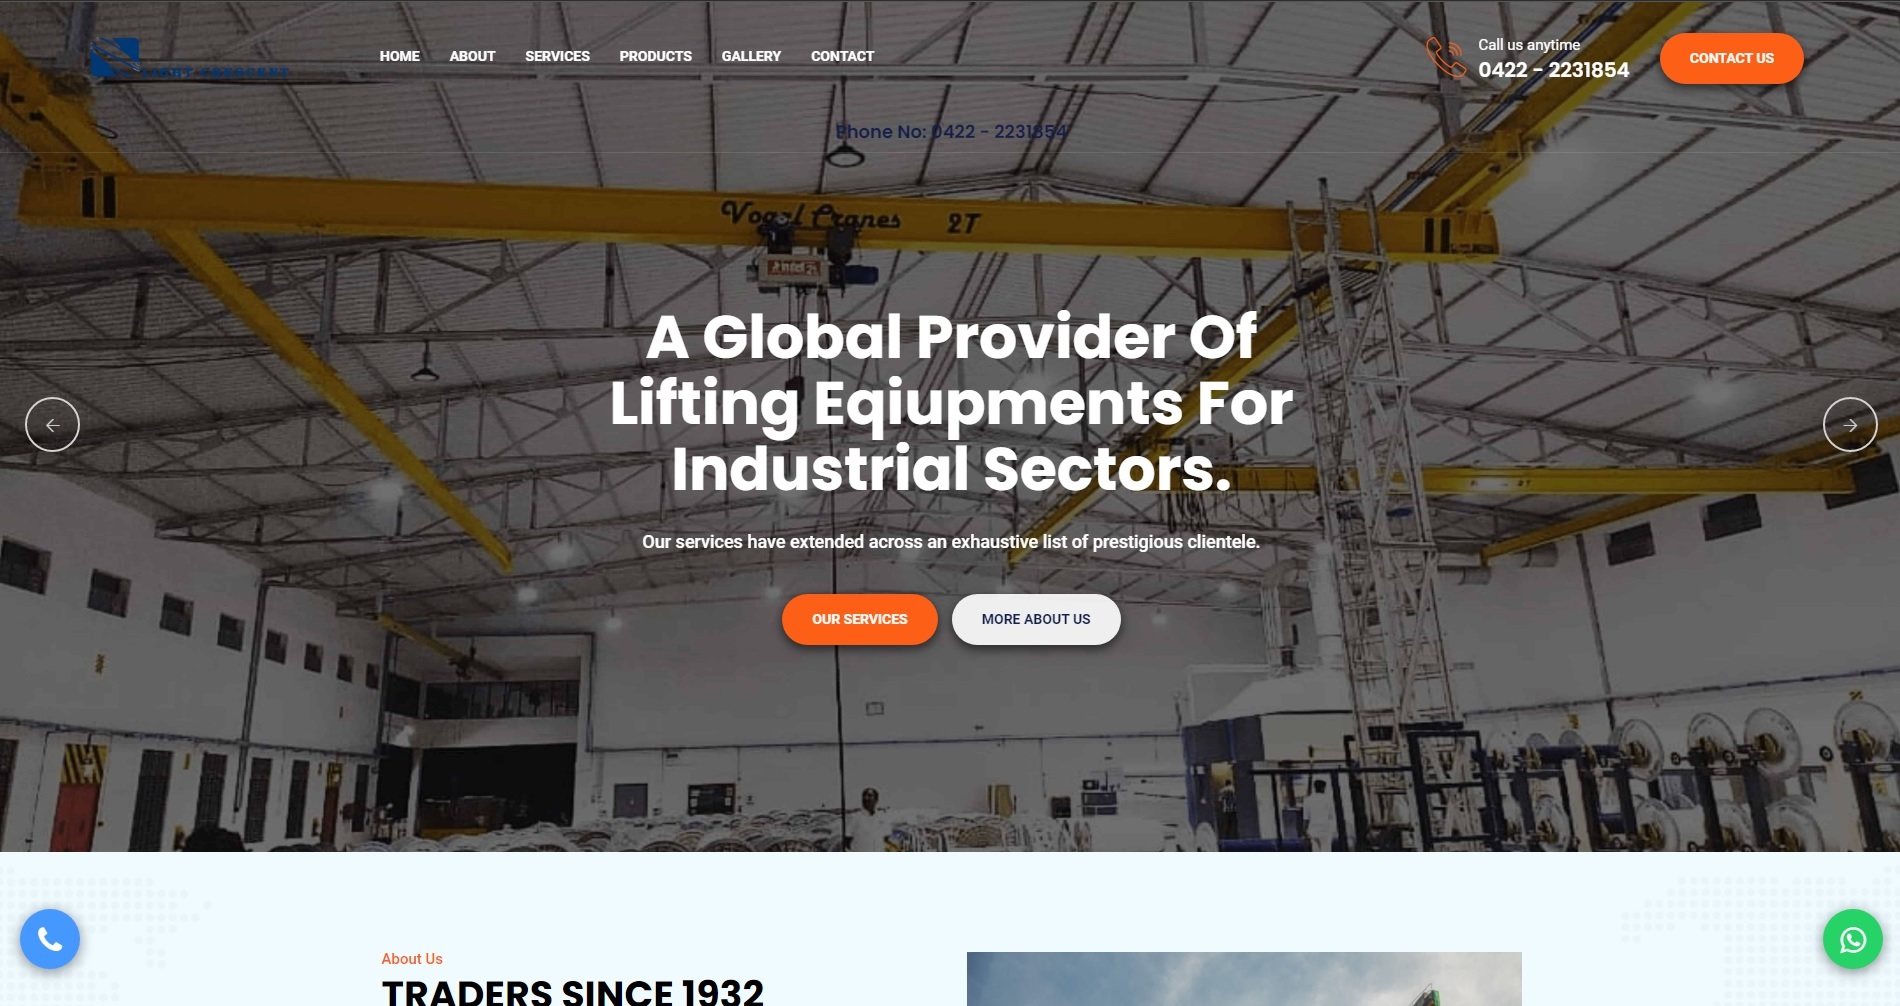 HOME ABOUT SERVICES PRODUCTS GALLERY CONTACT
Call us anytime
0422 - 2231854
CONTACT US
Phone No: 0422 - 2231854
Vogal Cranes 2T
A Global Provider Of
Lifting Eqiupments For
Industrial Sectors.
Our services have extended across an exhaustive list of prestigious clientele.
OUR SERVICES
MORE ABOUT US
About Us
TRADERS SINCE 1932